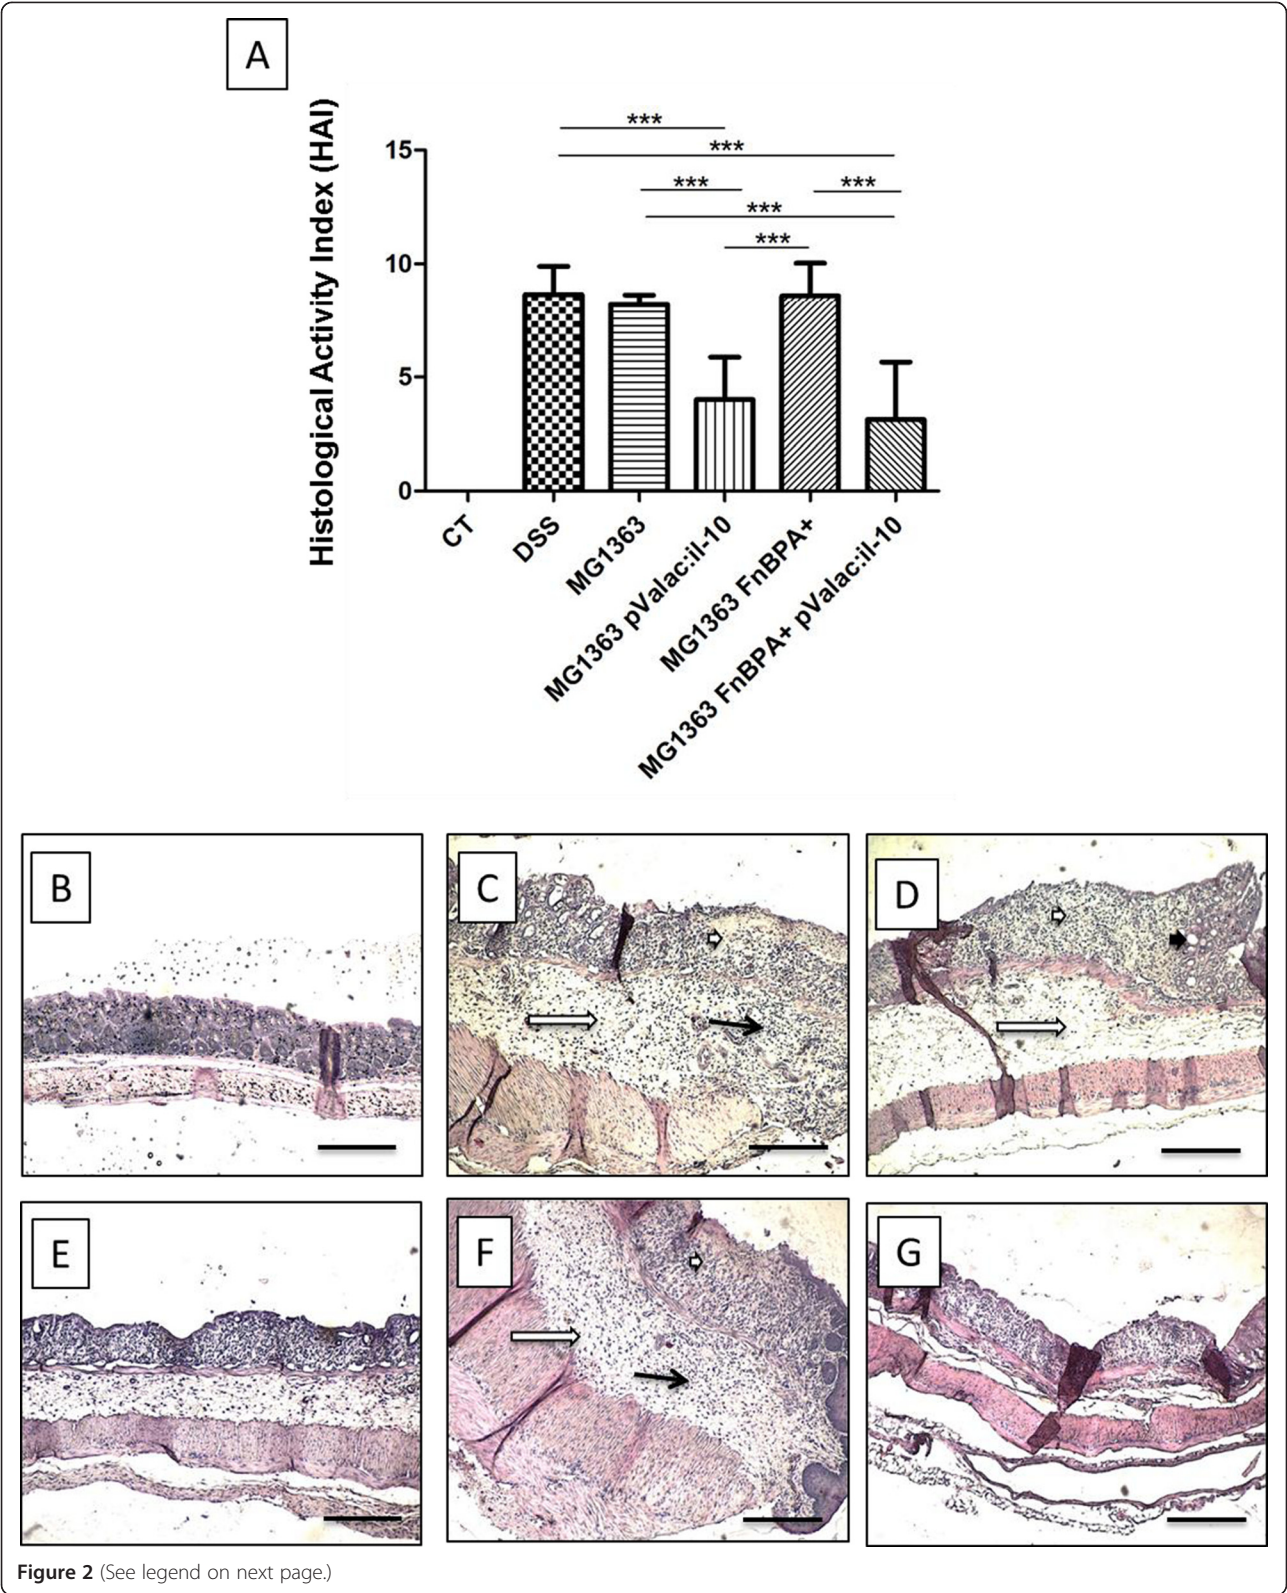 A
Histological Activity Index (HAI)
***
***
***
***
***
***
15
10
5
0
CT
DSS
MG1363
MG1363 pValac:il-10
MG1363 FnBPA+
MG1363 FnBPA+ pValac:il-10
B
C
D
E
F
G
Figure 2 (See legend on next page.)